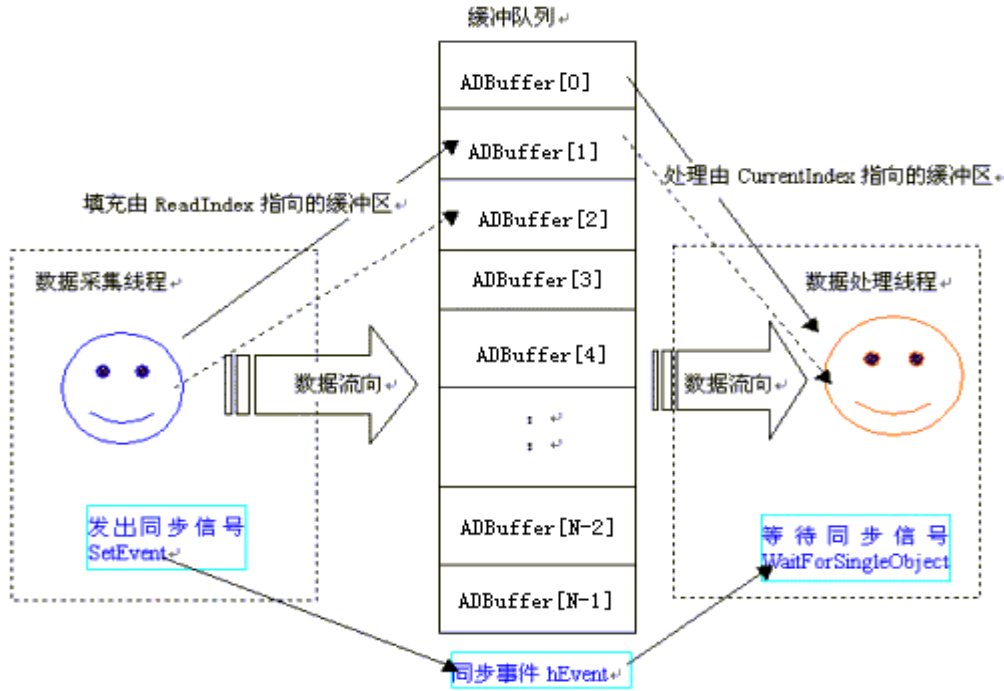 缓冲队列
ADBuffer[0]
ADBuffer[1]
处理由 CurrentIndex 指向的缓冲区
填充由 ReadIndex 指向的缓冲区
ADBuffer[2]
数据采集线程
ADBuffer[3]
数据处理线程
ADBuffer[4]
数据流向
数据流向
:
:
发出同步信号
SetEvent
ADBuffer[N-2]
等待同步信号
WaitForSingleObject
ADBuffer[N-1]
同步事件 hEvent